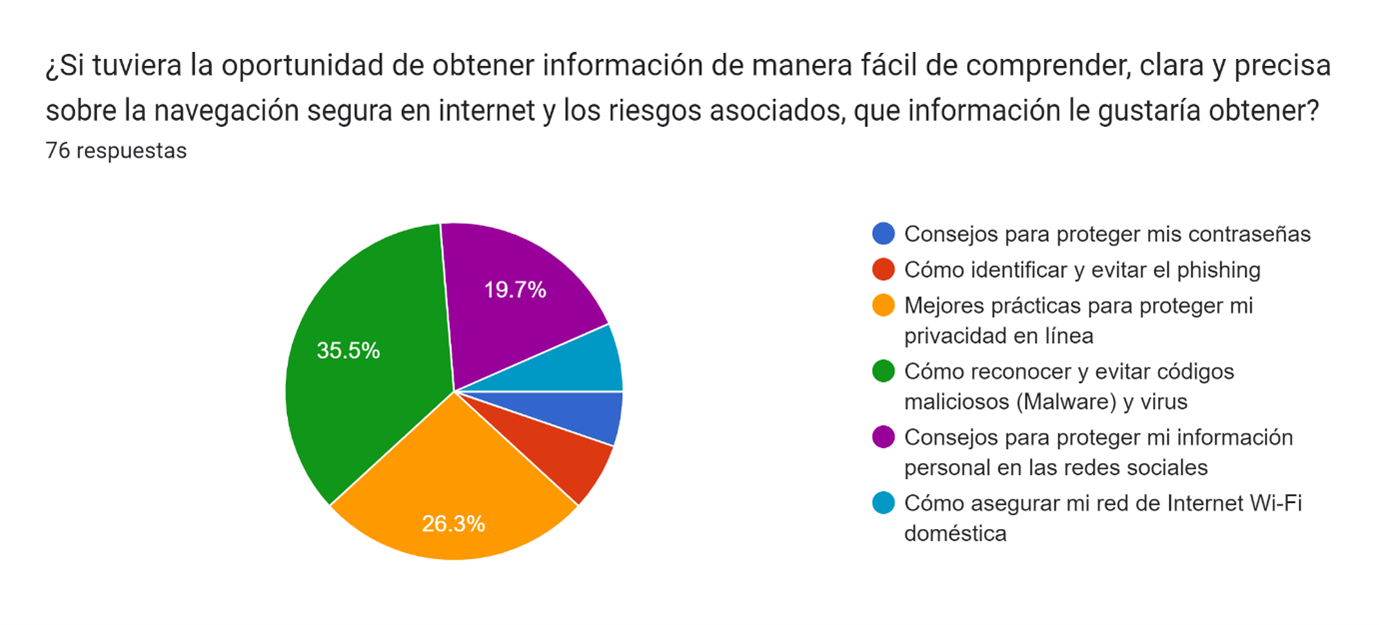 ¿Si tuviera la oportunidad de obtener información de manera fácil de comprender, clara y precisa
sobre la navegación segura en internet y los riesgos asociados, que información le gustaría obtener?
76 respuestas
19.7%
35.5%
26.3%
Consejos para proteger mis contraseñas
Cómo identificar y evitar el phishing
Mejores prácticas para proteger mi
privacidad en línea
Cómo reconocer y evitar códigos
maliciosos (Malware) y virus
Consejos para proteger mi información
personal en las redes sociales
Cómo asegurar mi red de Internet Wi-Fi
doméstica